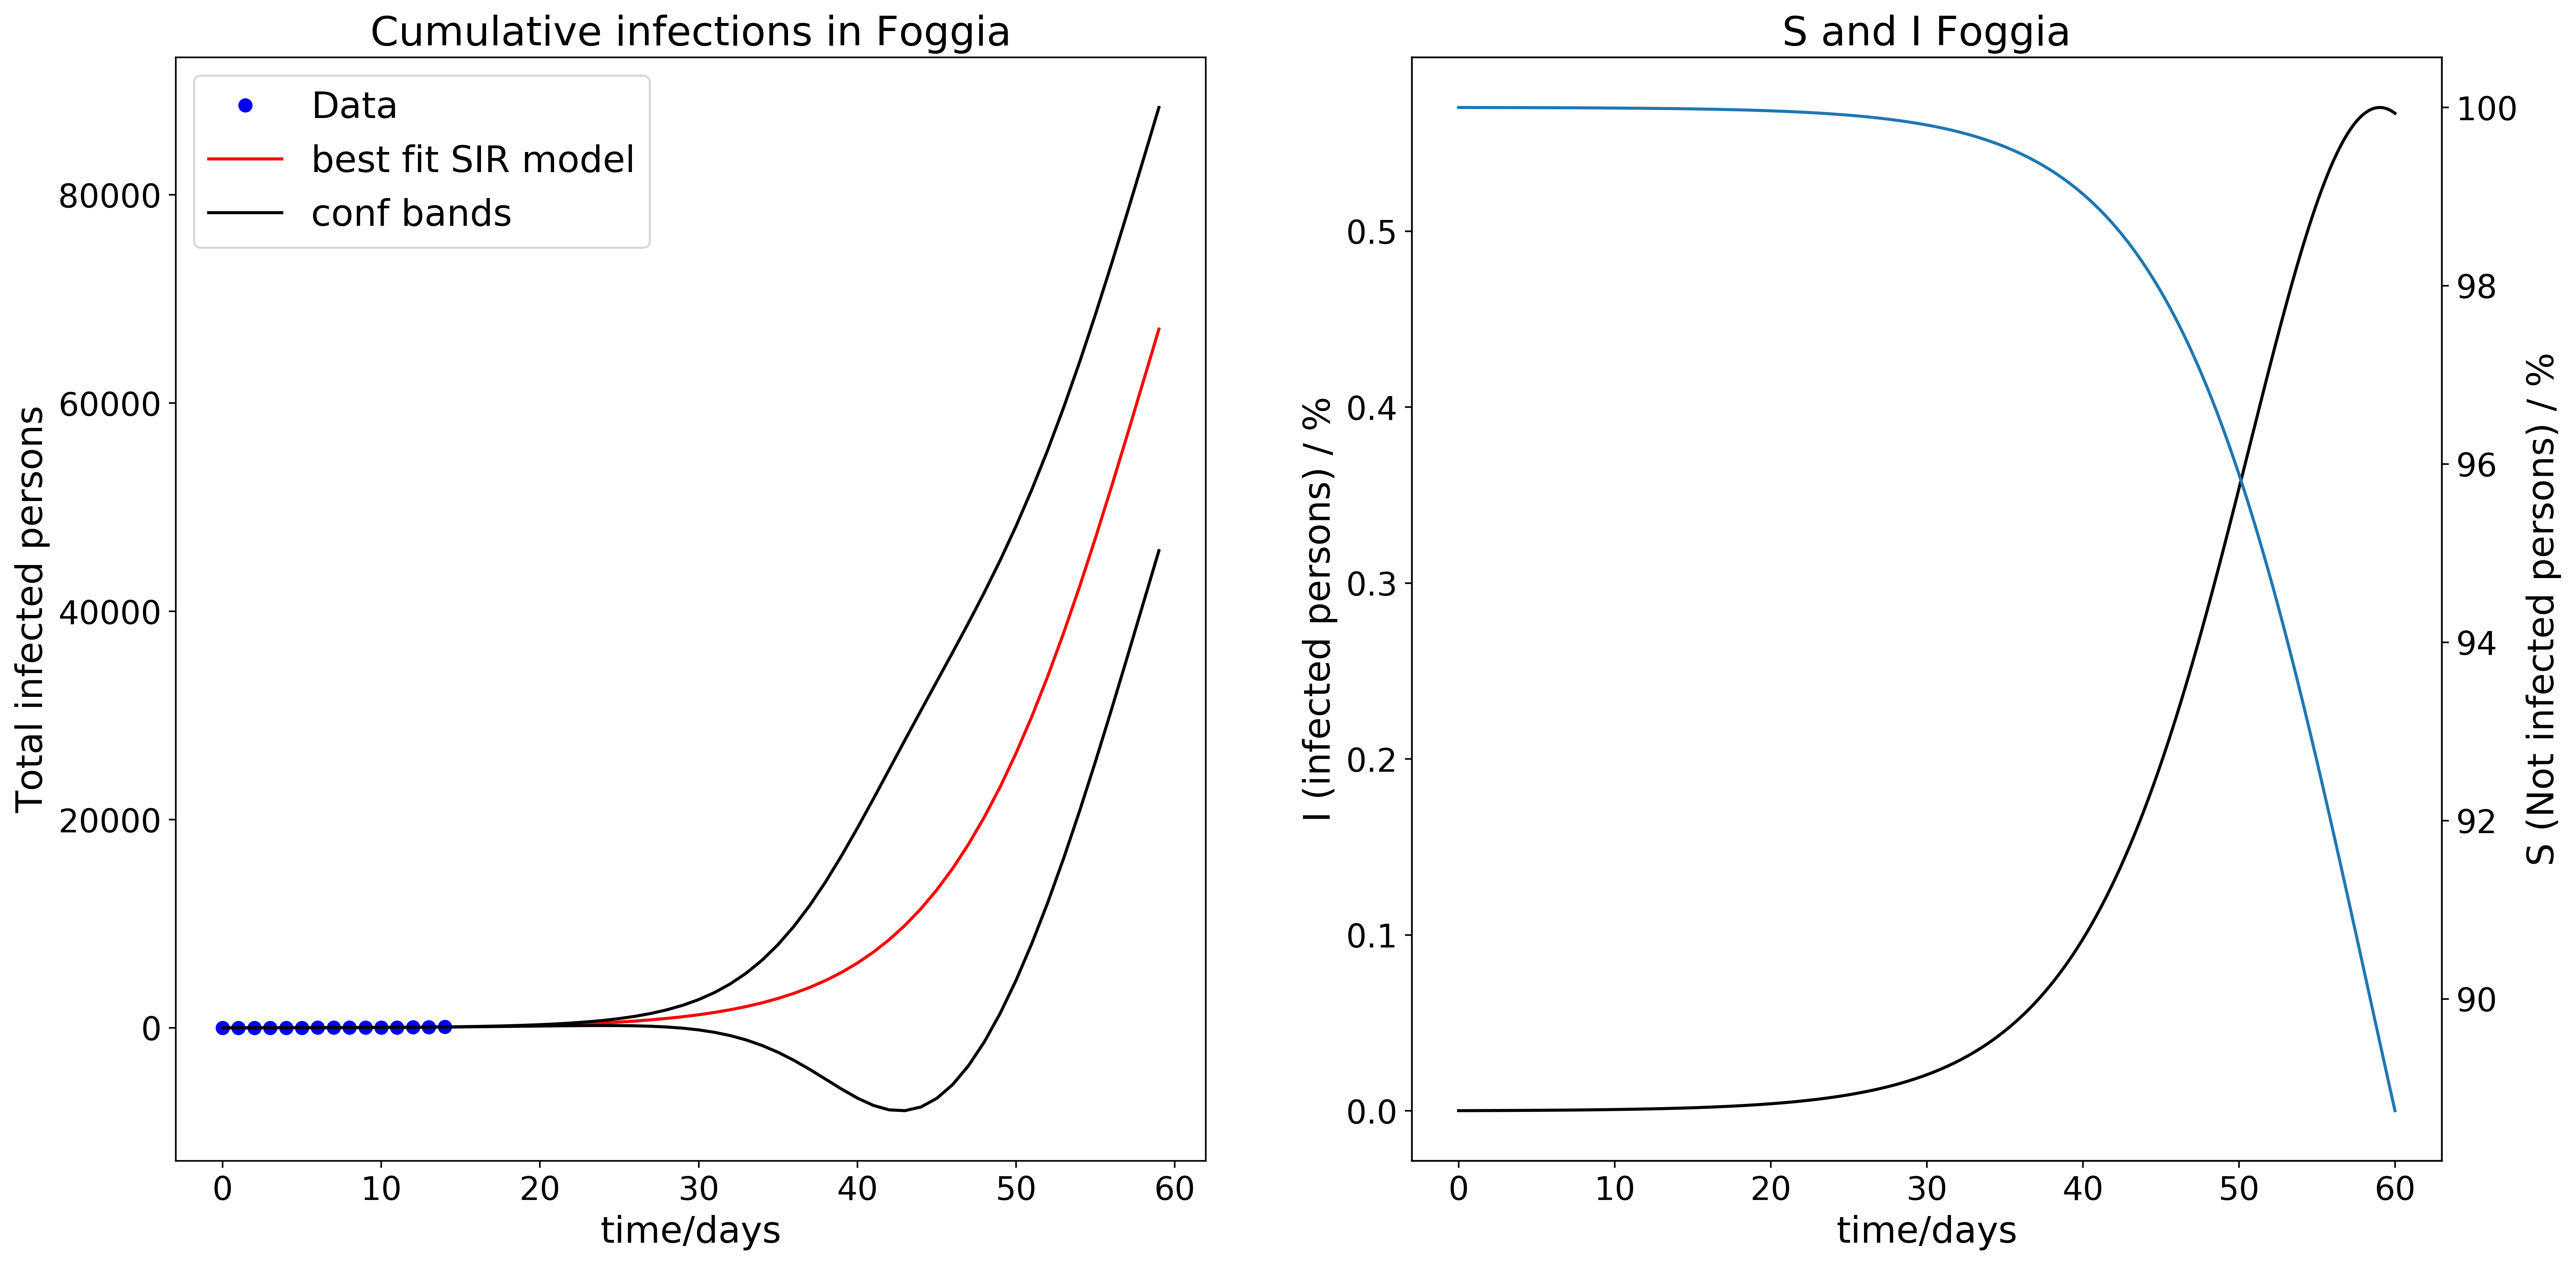 Cumulative infections in Foggia
Data
best fit SIR model
conf bands
Total infected persons
80000
60000
40000
20000
0
0 10 20 30 40 50 60
time/days
S and I Foggia
I (infected persons) / %
0.5
0.4
0.3
0.2
0.1
0.0
0 10 20 30 40 50 60
time/days
100
98
96
94
92
90
S (Not infected persons) / %